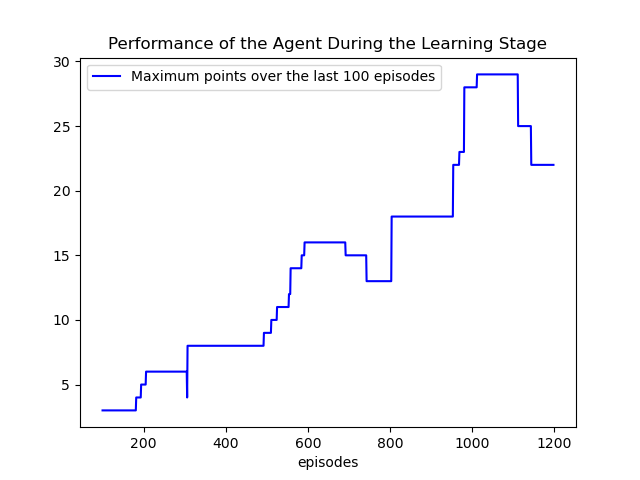 Performance of the Agent During the Learning Stage
Maximum points over the last 100 episodes
30
25
20
15
10
5
200 400 600 800 1000 1200
episodes